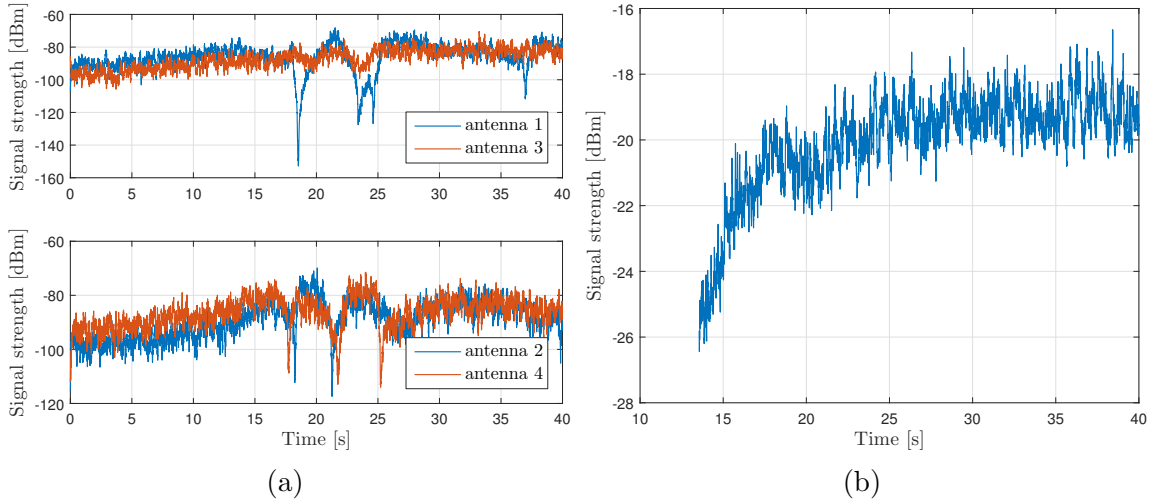 -60
-80
-100
-120
-140
-160
Signal strength [dBm]
antenna 1
antenna 3
0 5 10 15 20 25 30 35 40
-60
-80
-100
-120
Signal strength [dBm]
antenna 2
antenna 4
0 5 10 15 20 25 30 35 40
Time [s]
(a)
-16
-18
-20
-22
-24
-26
-28
Signal strength [dBm]
10 15 20 25 30 35 40
Time [s]
(b)